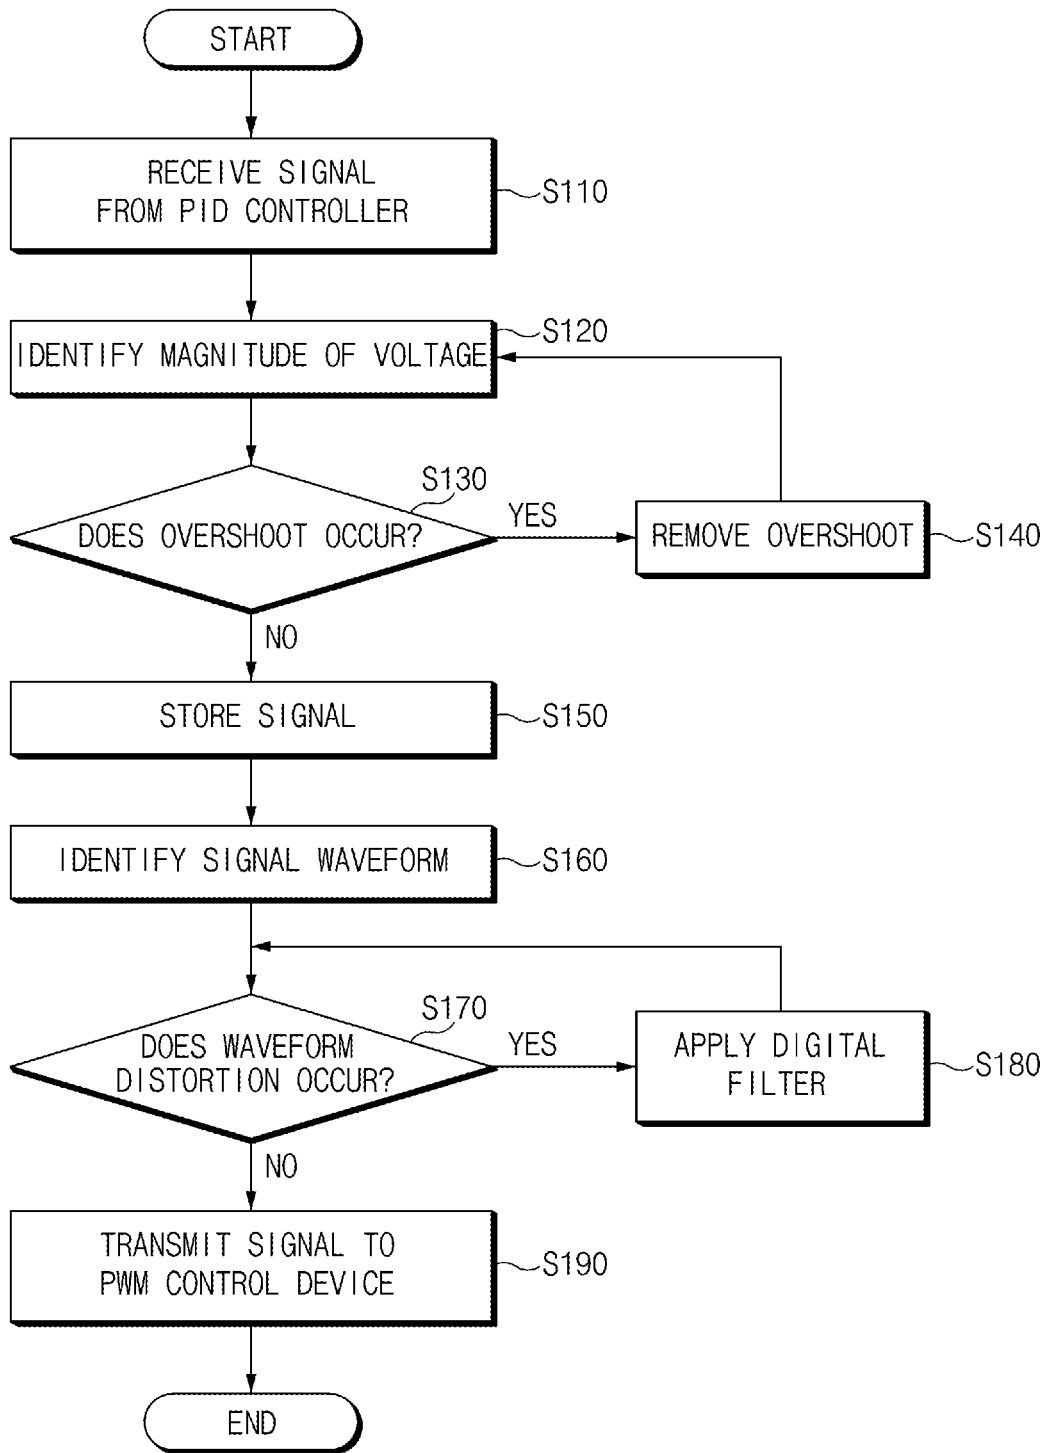 START
RECEIVE SIGNAL
FROM PID CONTROLLER
S110
IDENTIFY MAGNITUDE OF VOLTAGE
S120
DOES OVERSHOOT OCCUR?
S130
YES
REMOVE OVERSHOOT
S140
NO
STORE SIGNAL
S150
IDENTIFY SIGNAL WAVEFORM
S160
DOES WAVEFORM
DISTORTION OCCUR?
S170
YES
APPLY DIGITAL
FILTER
S180
NO
TRANSMIT SIGNAL TO
PWM CONTROL DEVICE
S190
END